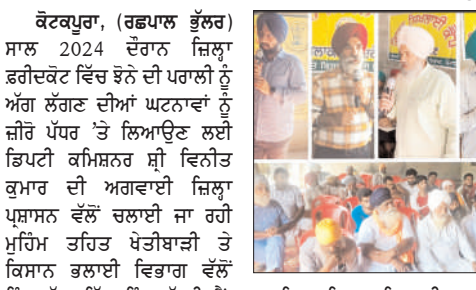 ਕੋਟਕਪੂਰਾ, (ਰਛਪਾਲ ਭੁੱਲਰ)
ਸਾਲ 2024 ਦੌਰਾਨ ਜ਼ਿਲ੍ਹਾ
ਫ਼ਰੀਦਕੋਟ ਵਿੱਚ ਝੋਨੇ ਦੀ ਪਰਾਲੀ ਨੂੰ
ਅੱਗ ਲੱਗਣ ਦੀਆਂ ਘਟਨਾਵਾਂ ਨੂੰ
ਜ਼ੀਰੋ ਪੱਧਰ 'ਤੇ ਲਿਆਉਣ ਲਈ
ਡਿਪਟੀ ਕਮਿਸ਼ਨਰ ਸ਼੍ਰੀ ਵਿਨੀਤ
ਕੁਮਾਰ ਦੀ ਅਗਵਾਈ ਜ਼ਿਲ੍ਹਾ
ਪ੍ਰਸ਼ਾਸਨ ਵੱਲੋਂ ਚਲਾਈ ਜਾ ਰਹੀ
ਮੁਹਿੰਮ ਤਹਿਤ ਖੇਤੀਬਾੜੀ ਤੇ
ਕਿਸਾਨ ਭਲਾਈ ਵਿਭਾਗ ਵੱਲੋਂ